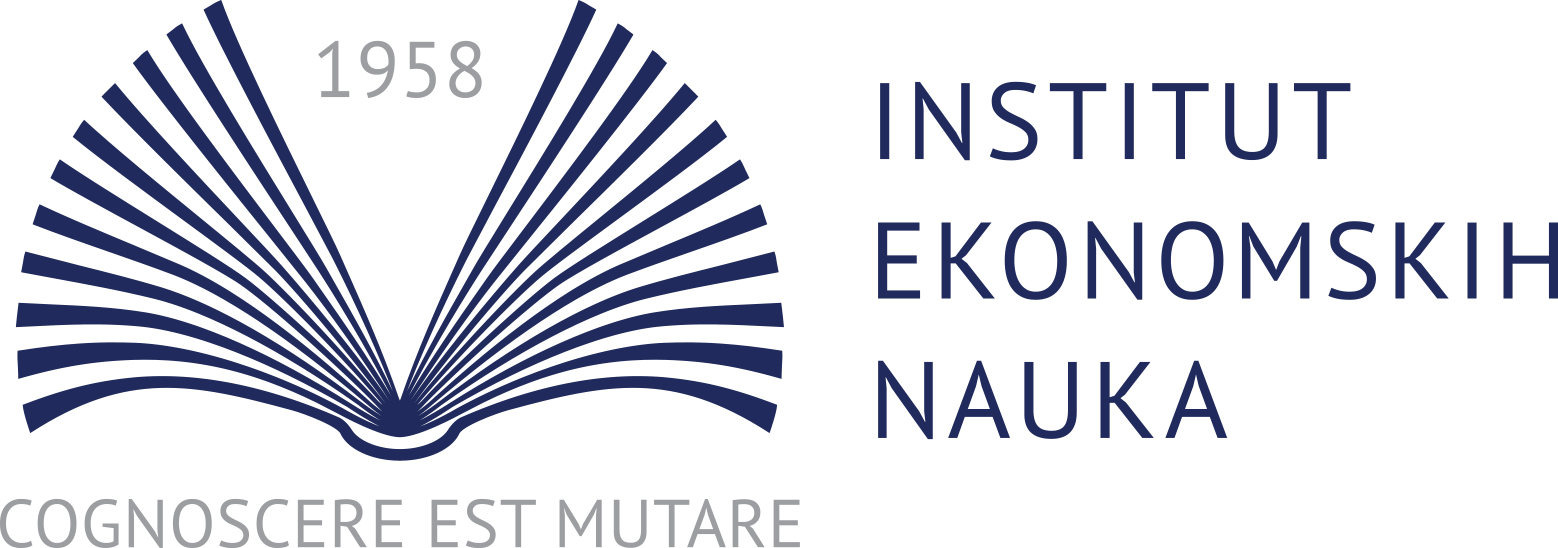 1958
COGNOSCERE EST MUTARE
INSTITUT
EKONOMSKIH
NAUKA